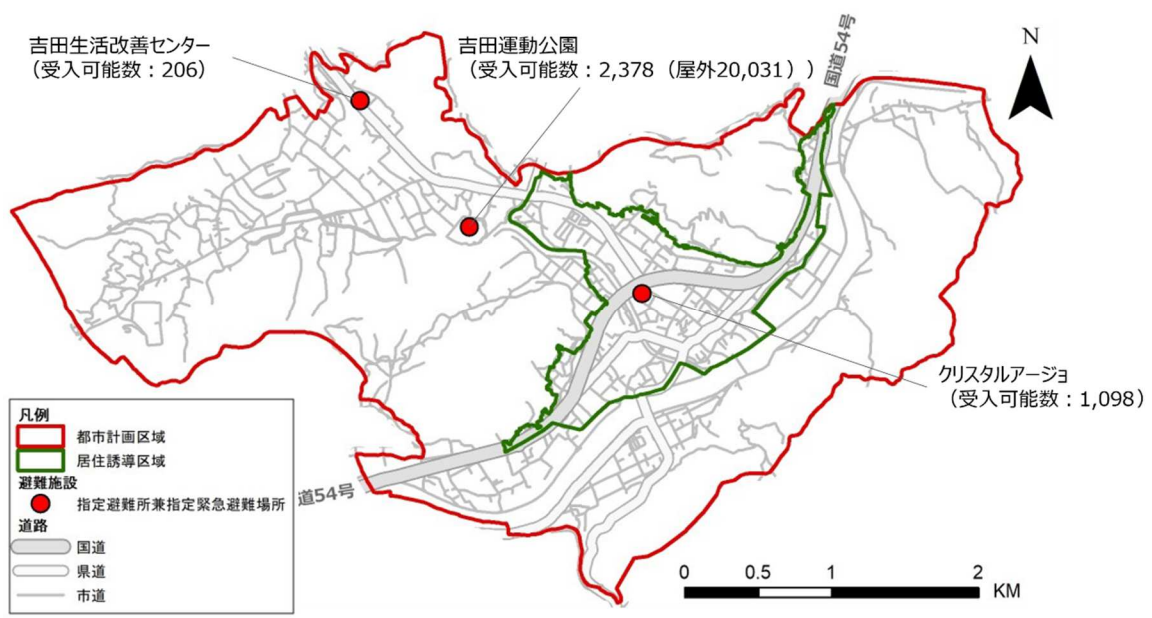 吉田生活改善センター
（受入可能数：206）
吉田運動公園
（受入可能数：2,378（屋外20,031））
国道54号
N
クリスタルアージョ
（受入可能数：1,098）
凡例
都市計画区域
居住誘導区域
避難施設
指定避難所兼指定緊急避難場所
道路
国道
県道
市道
道54号
0 0.5 1 2
KM